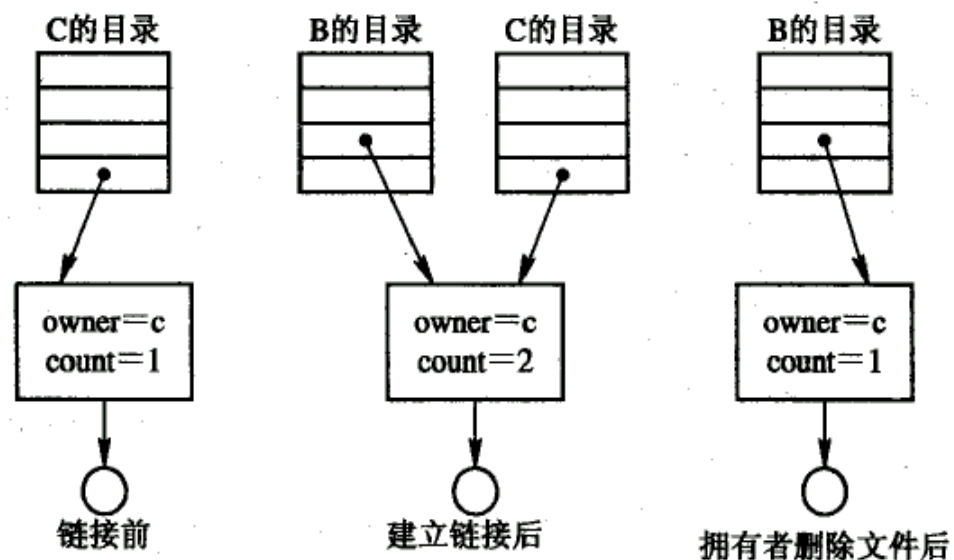 C的目录
B的目录
C的目录
B的目录
owner=c
count=1
owner=c
count=2
owner=c
count=1
链接前
建立链接后
拥有者删除文件后